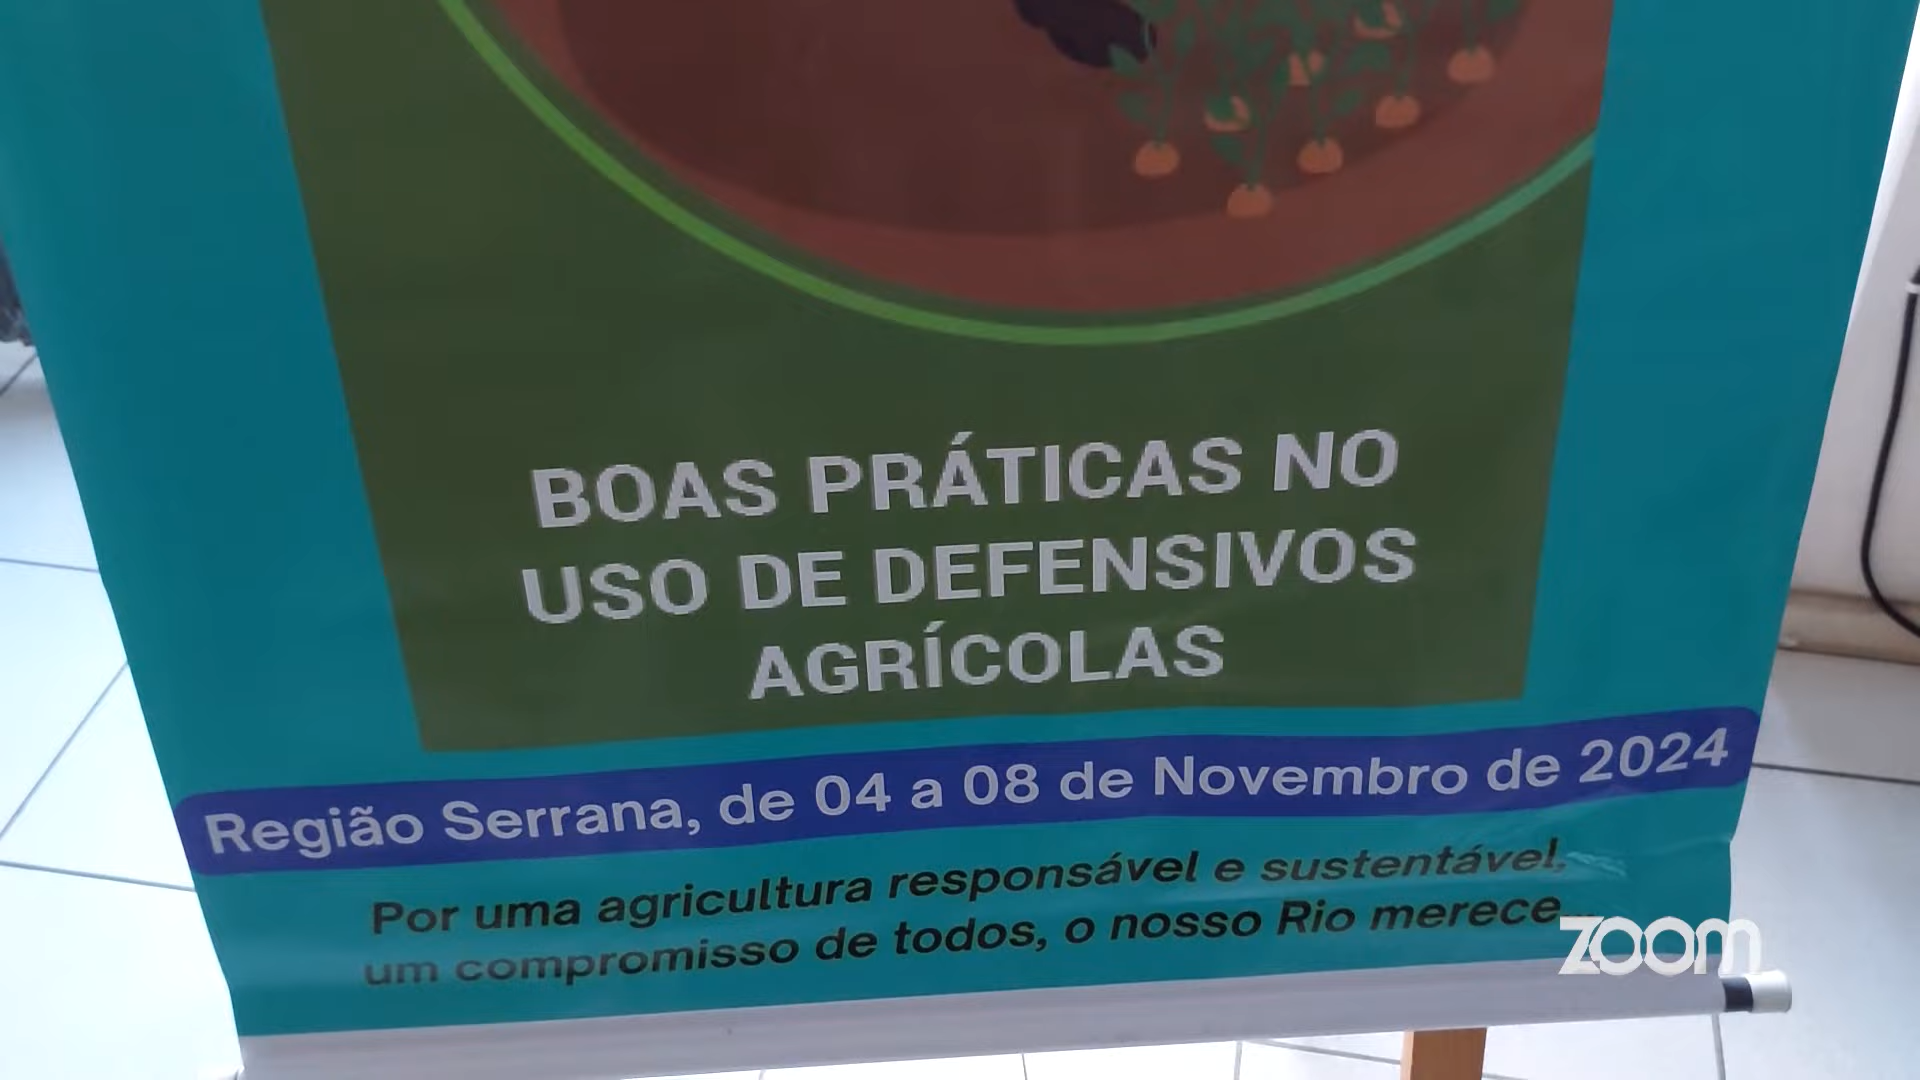 BOAS PRÁTICAS NO
USO DE DEFENSIVOS
AGRÍCOLAS
Região Serrana, de 04 a 08 de Novembro de 2024
Por uma agricultura responsável e sustentável,
um compromisso de todos, o nosso Rio merece...
zoom